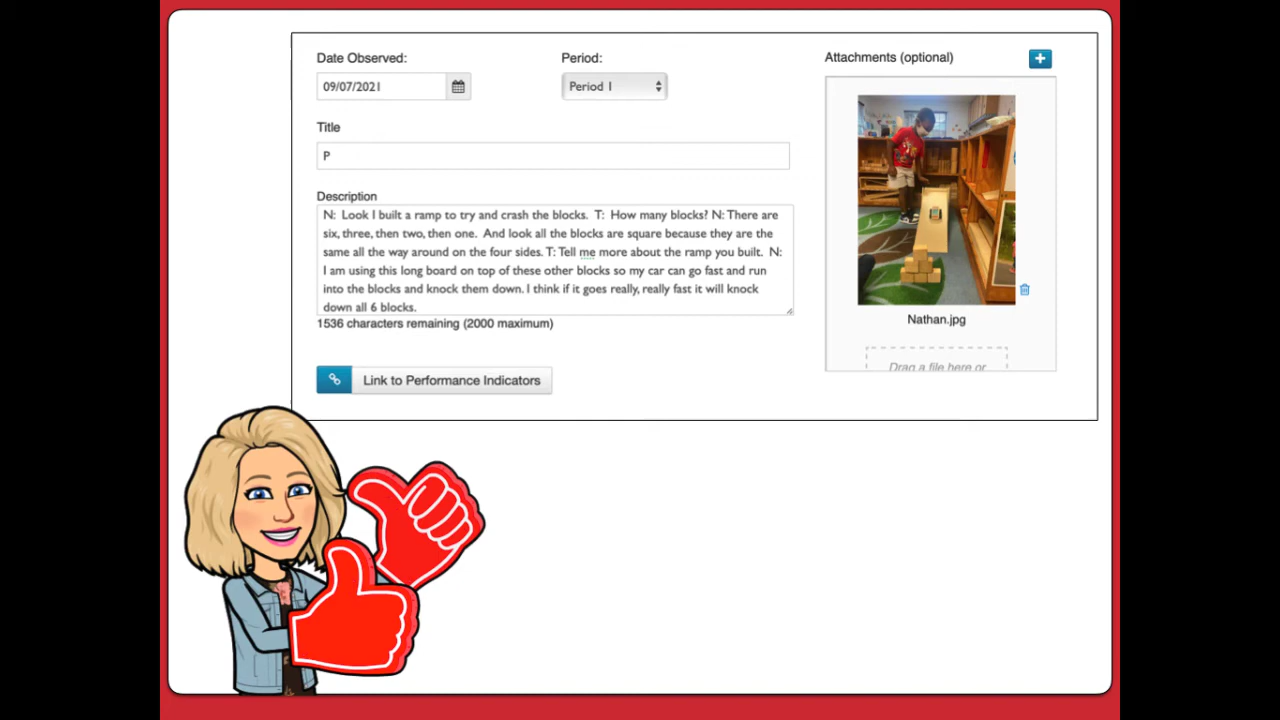 Date Observed:
Period:
Attachments (optional)
09/07/2021
Period 1
Title
P
Description
N: Look I built a ramp to try and crash the blocks. T: How many blocks? N: There are
six, three, then two, then one. And look all the blocks are square because they are the
same all the way around on the four sides. T: Tell me more about the ramp you built. N:
I am using this long board on top of these other blocks so my car can go fast and run
into the blocks and knock them down. I think if it goes really, really fast it will knock
down all 6 blocks.
1536 characters remaining (2000 maximum)
Nathan.jpg
Drag a file here or
Link to Performance Indicators